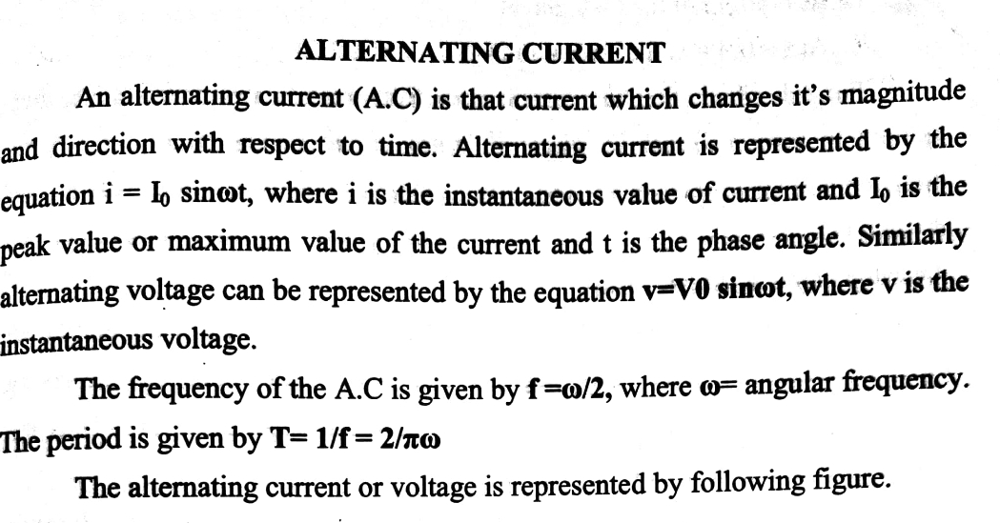 ALTERNATING CURRENT
An alternating current (A.C) is that current which changes it's magnitude
and direction with respect to time. Alternating current is represented by the
equation i = I₀ sinωt, where i is the instantaneous value of current and I₀ is the
peak value or maximum value of the current and t is the phase angle. Similarly
alternating voltage can be represented by the equation v=V0 sinωt, where v is the
instantaneous voltage.
The frequency of the A.C is given by f =ω/2, where ω= angular frequency.
The period is given by T= 1/f = 2/πω
The alternating current or voltage is represented by following figure.